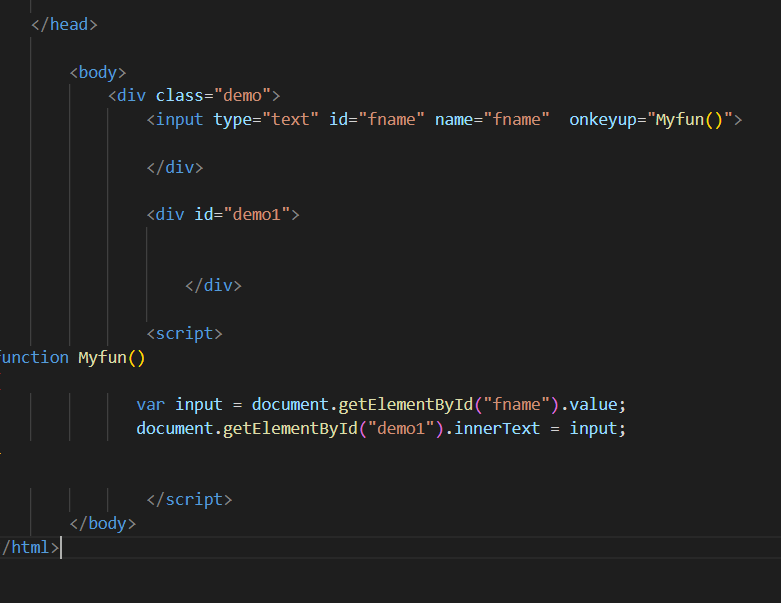 </head>
<body>
<div class="demo">
<input type="text" id="fname" name="fname"  onkeyup="Myfun()">
</div>
<div id="demo1">
</div>
<script>
unction Myfun()
var input = document.getElementById("fname").value;
document.getElementById("demo1").innerText = input;
</script>
</body>
/html>